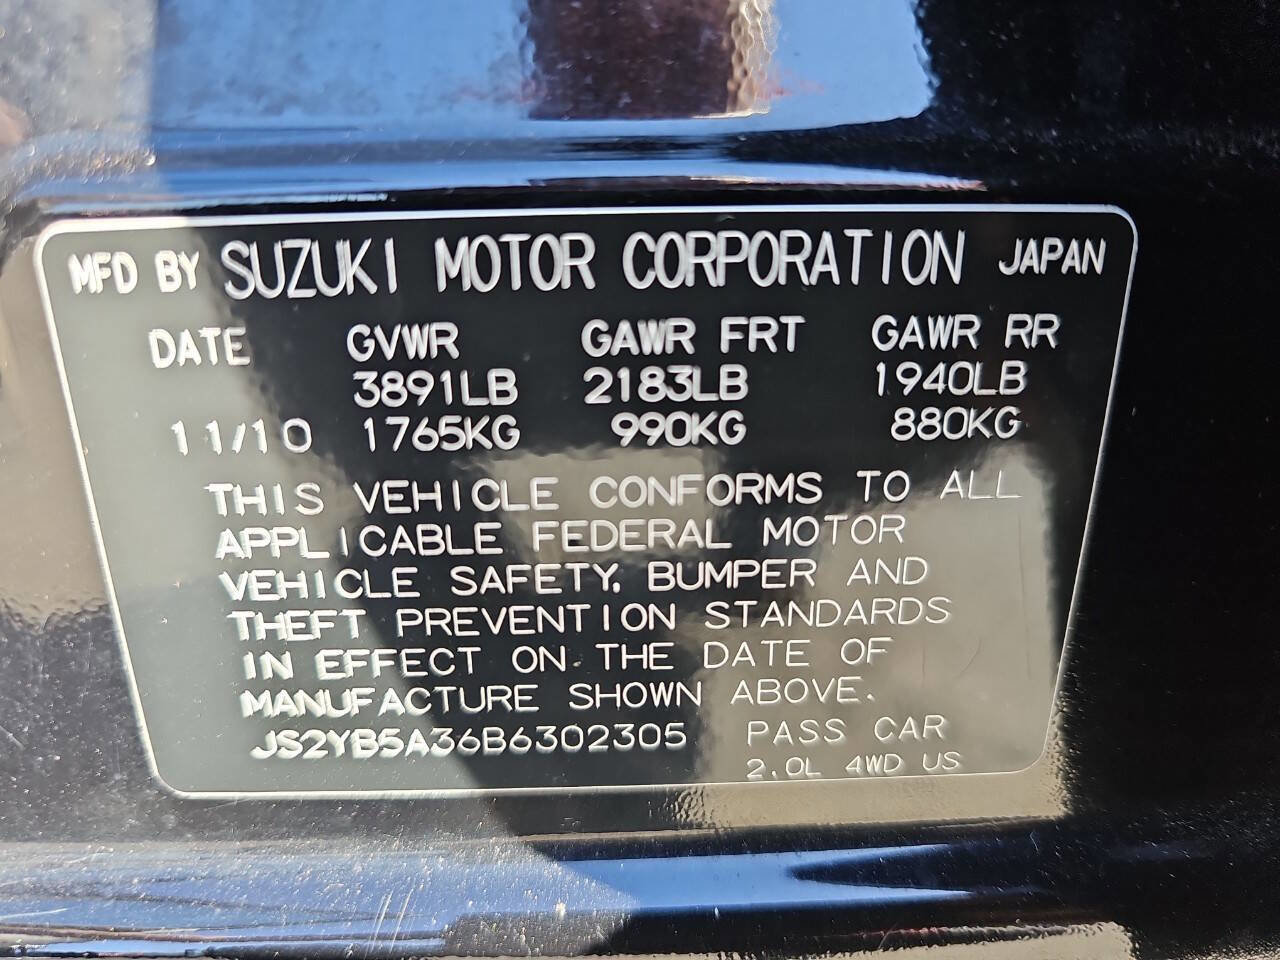 MFD BY SUZUKI MOTOR CORPORATION JAPAN
DATE GVWR GAWR FRT GAWR RR
3891LB 2183LB 1940LB
11/10 1765KG 990KG 880KG
THIS VEHICLE CONFORMS TO ALL
APPLICABLE FEDERAL MOTOR
VEHICLE SAFETY, BUMPER AND
THEFT PREVENTION STANDARDS
IN EFFECT ON THE DATE OF
MANUFACTURE SHOWN ABOVE.
JS2YB5A36B6302305 PASS CAR
2.0L 4WD US